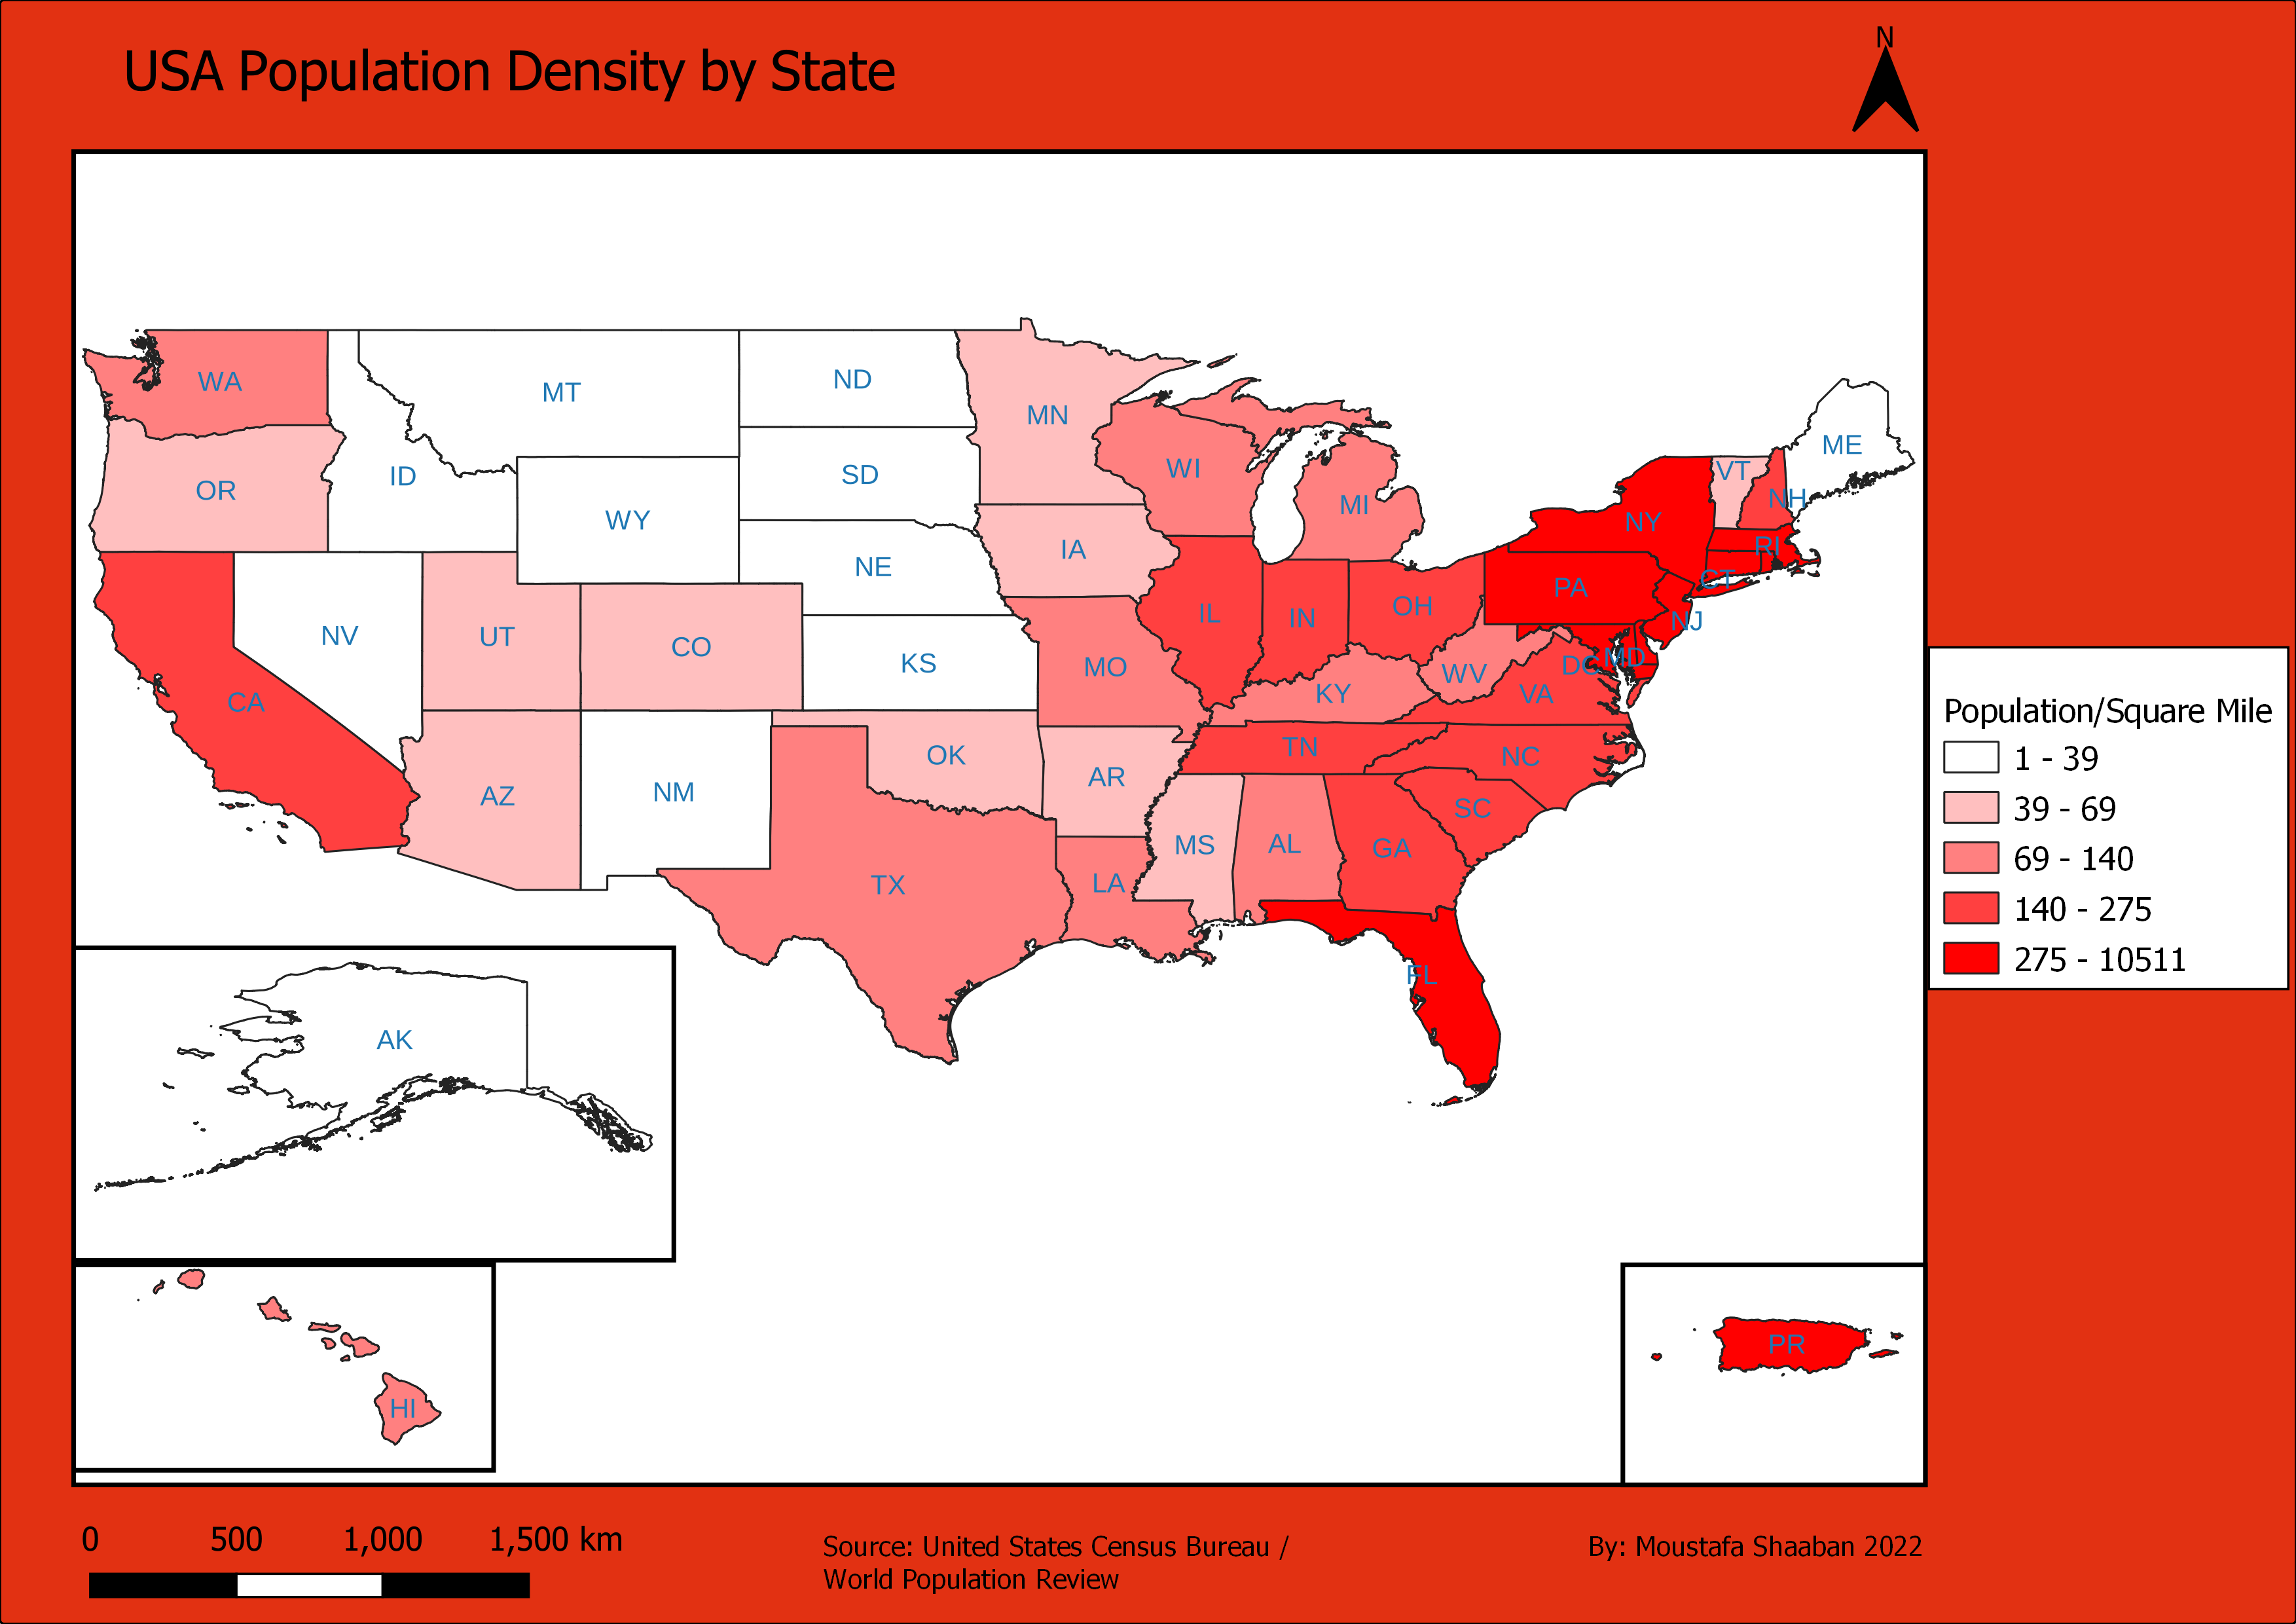 USA Population Density by State
N
WA
MT
ND
MN
ME
OR
ID
SD
WI
VT
MI
NH
WY
NY
IA
RI
NE
CT
PA
IL
IN
OH
NJ
NV
UT
CO
KS
MO
WV
DC
MD
CA
KY
VA
OK
TN
NC
AZ
NM
AR
SC
MS
AL
GA
TX
LA
FL
AK
HI
PR
Population/Square Mile
1 - 39
39 - 69
69 - 140
140 - 275
275 - 10511
0 500 1,000 1,500 km
Source: United States Census Bureau /
World Population Review
By: Moustafa Shaaban 2022